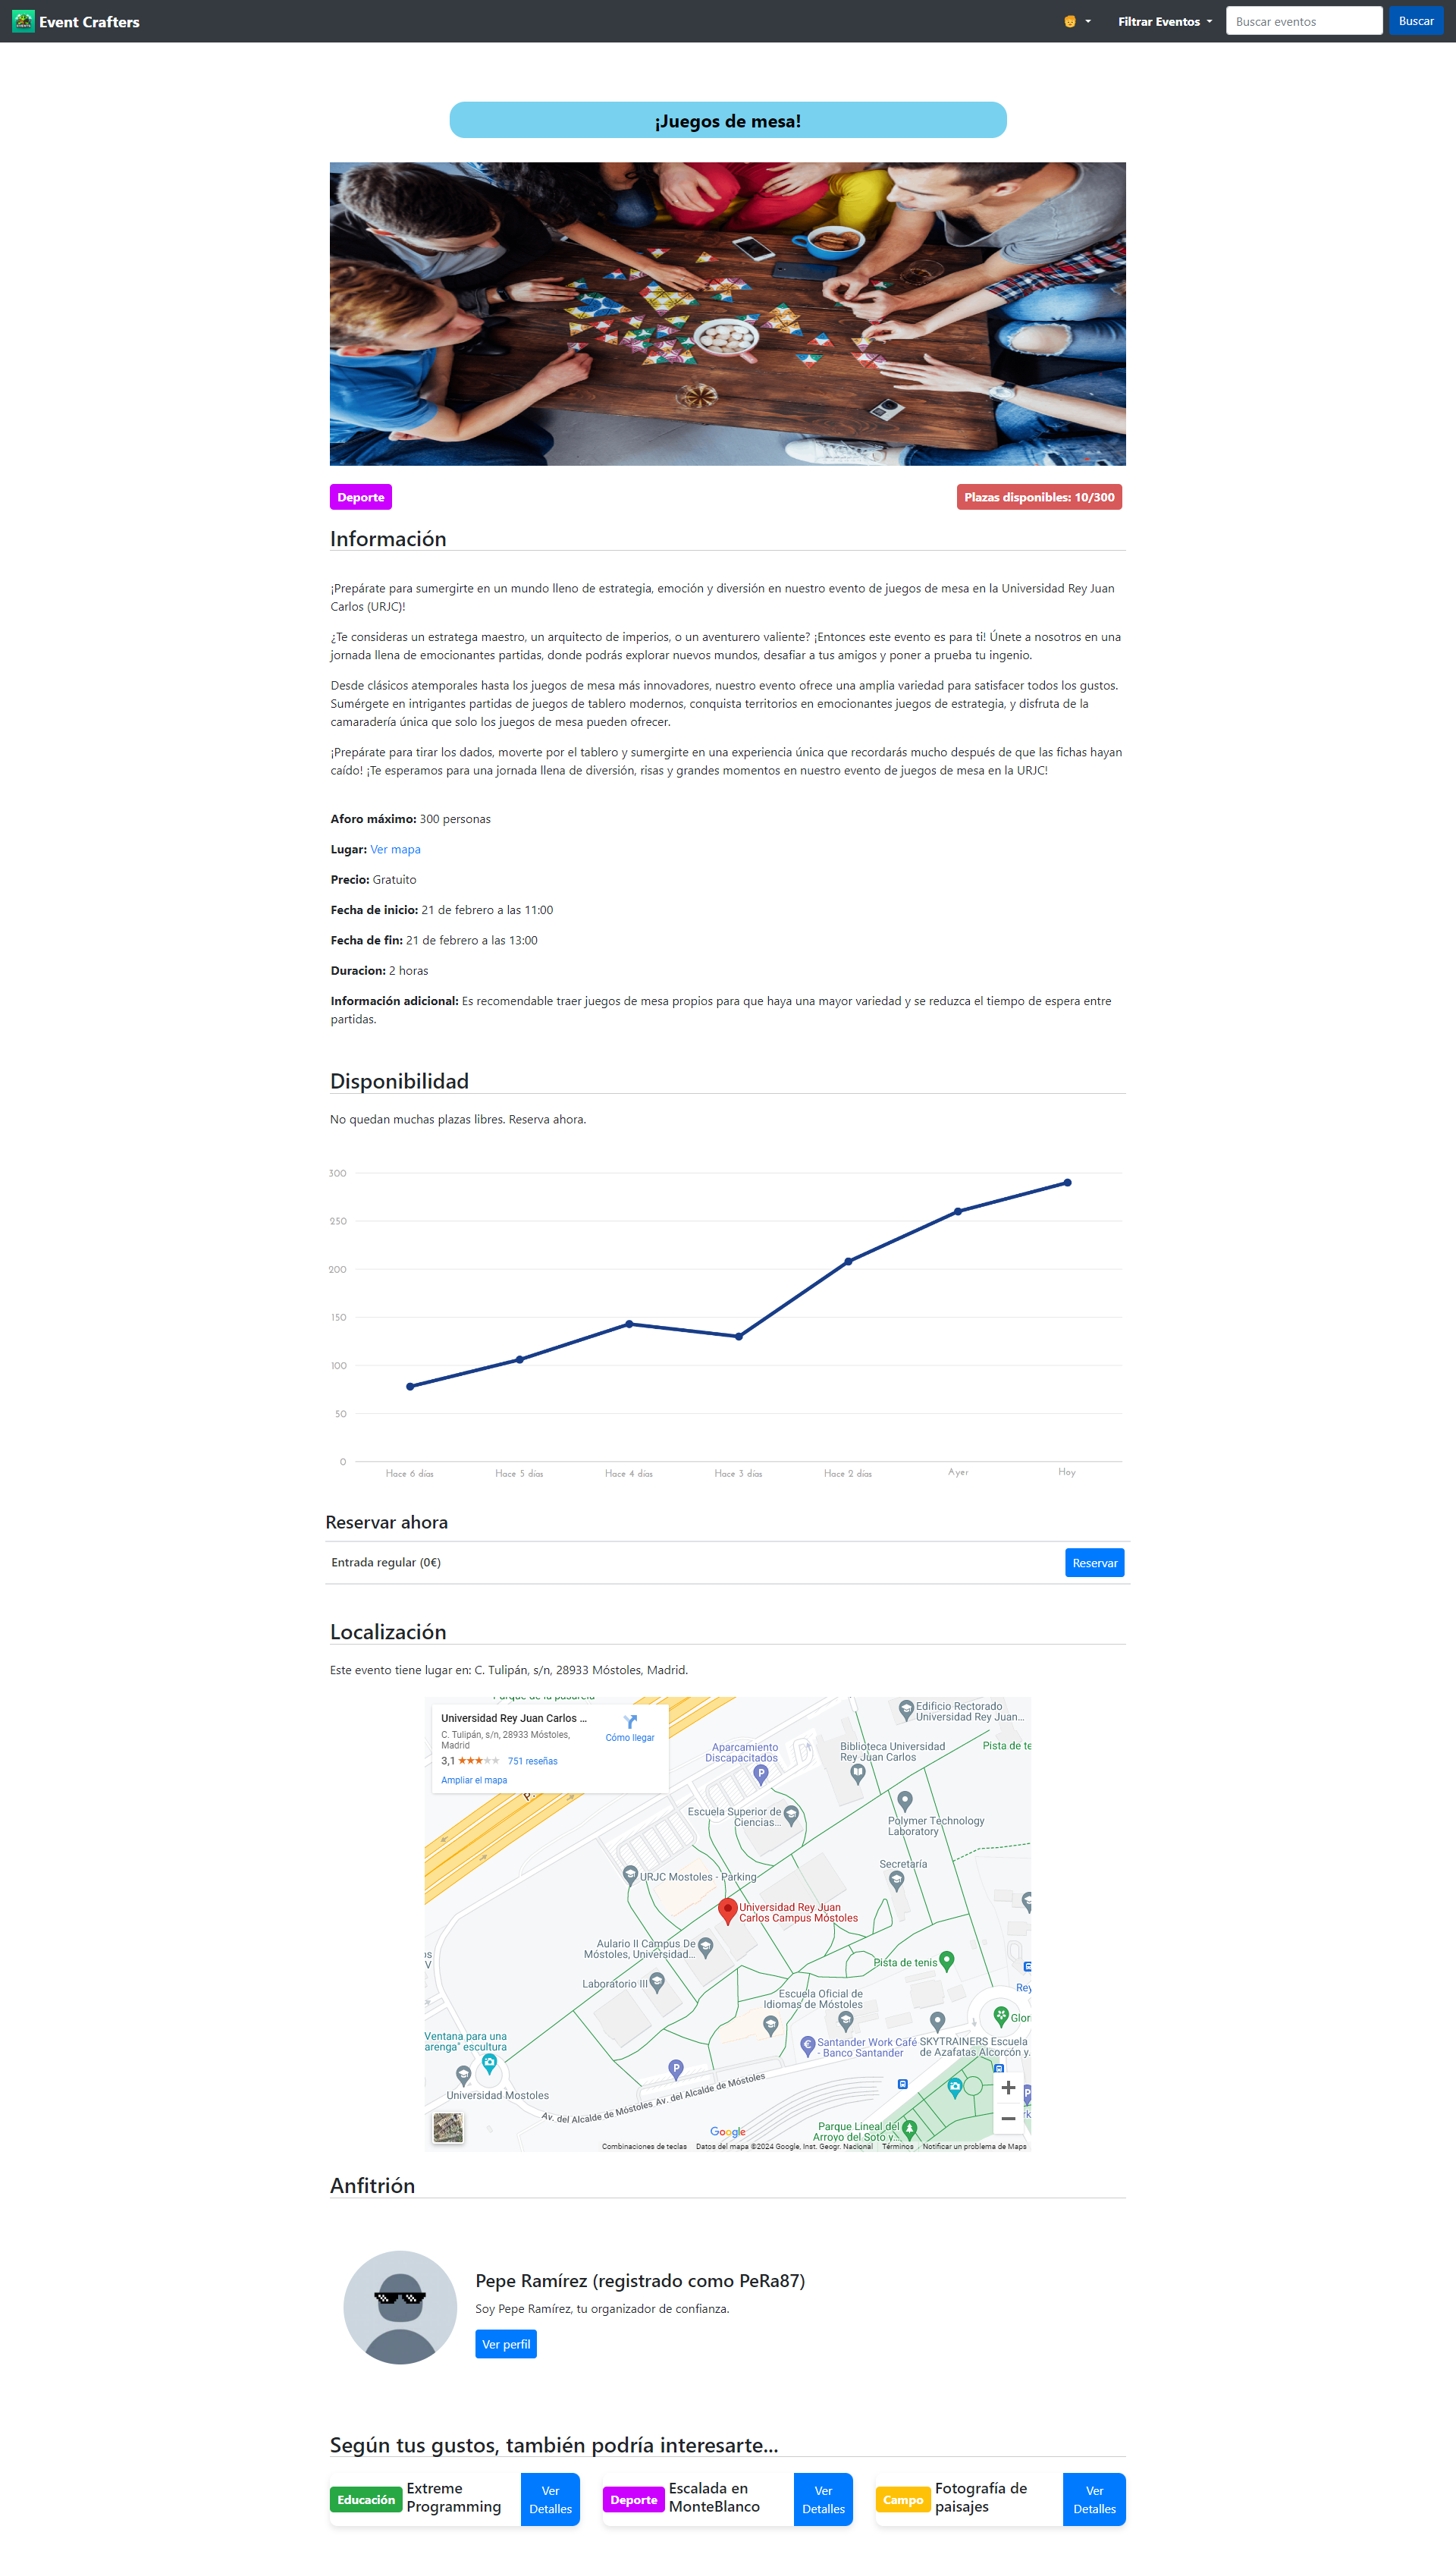 Event Crafters
Filtrar Eventos
Buscar eventos
Buscar
¡Juegos de mesa!
Deporte
Plazas disponibles: 10/300
Información
¡Prepárate para sumergirte en un mundo lleno de estrategia, emoción y diversión en nuestro evento de juegos de mesa en la Universidad Rey Juan
Carlos (URJC)!
¿Te consideras un estratega maestro, un arquitecto de imperios, o un aventurero valiente? ¡Entonces este evento es para ti! Únete a nosotros en una
jornada llena de emocionantes partidas, donde podrás explorar nuevos mundos, desafiar a tus amigos y poner a prueba tu ingenio.
Desde clásicos atemporales hasta los juegos de mesa más innovadores, nuestro evento ofrece una amplia variedad para satisfacer todos los gustos.
Sumérgete en intrigantes partidas de juegos de tablero modernos, conquista territorios en emocionantes juegos de estrategia, y disfruta de la
camaradería única que solo los juegos de mesa pueden ofrecer.
¡Prepárate para tirar los dados, moverte por el tablero y sumergirte en una experiencia única que recordarás mucho después de que las fichas hayan
caído! ¡Te esperamos para una jornada llena de diversión, risas y grandes momentos en nuestro evento de juegos de mesa en la URJC!
Aforo máximo: 300 personas
Lugar: Ver mapa
Precio: Gratuito
Fecha de inicio: 21 de febrero a las 11:00
Fecha de fin: 21 de febrero a las 13:00
Duracion: 2 horas
Información adicional: Es recomendable traer juegos de mesa propios para que haya una mayor variedad y se reduzca el tiempo de espera entre
partidas.
Disponibilidad
No quedan muchas plazas libres. Reserva ahora.
300
250
200
150
100
50
0
Hace 6 días
Hace 5 días
Hace 4 días
Hace 3 días
Hace 2 días
Ayer
Hoy
Reservar ahora
Entrada regular (0€)
Reservar
Localización
Este evento tiene lugar en: C. Tulipán, s/n, 28933 Móstoles, Madrid.
Universidad Rey Juan Carlos ...
C. Tulipán, s/n, 28933 Móstoles,
Madrid
3,1
751 reseñas
Ampliar el mapa
Cómo llegar
Edificio Rectorado
Universidad Rey Juan...
Aparcamiento
Discapacitados
Biblioteca Universidad
Rey Juan Carlos
Pista de te
Escuela Superior de
Ciencias...
Polymer Technology
Laboratory
Secretaría
URJC Mostoles - Parking
Universidad Rey Juan
Carlos Campus Móstoles
Aulario II Campus De
Móstoles, Universidad...
Pista de tenis
Laboratorio III
Rey
Escuela Oficial de
Idiomas de Móstoles
Glor
Ventana para una
arenga" escultura
Santander Work Café
- Banco Santander
SKYTRAINERS Escuela
de Azafatas Alcorcón y...
Universidad Mostoles
Av. del Alcalde de Móstoles
Av. del Alcalde de Móstoles
Parque Lineal del
Arroyo del Soto y...
Google
Combinaciones de teclas
Datos del mapa ©2024 Google, Inst. Geogr. Nacional
Términos
Notificar un problema de Maps
Anfitrión
Pepe Ramírez (registrado como PeRa87)
Soy Pepe Ramírez, tu organizador de confianza.
Ver perfil
Según tus gustos, también podría interesarte...
Educación
Extreme
Programming
Ver
Detalles
Deporte
Escalada en
MonteBlanco
Ver
Detalles
Campo
Fotografía de
paisajes
Ver
Detalles